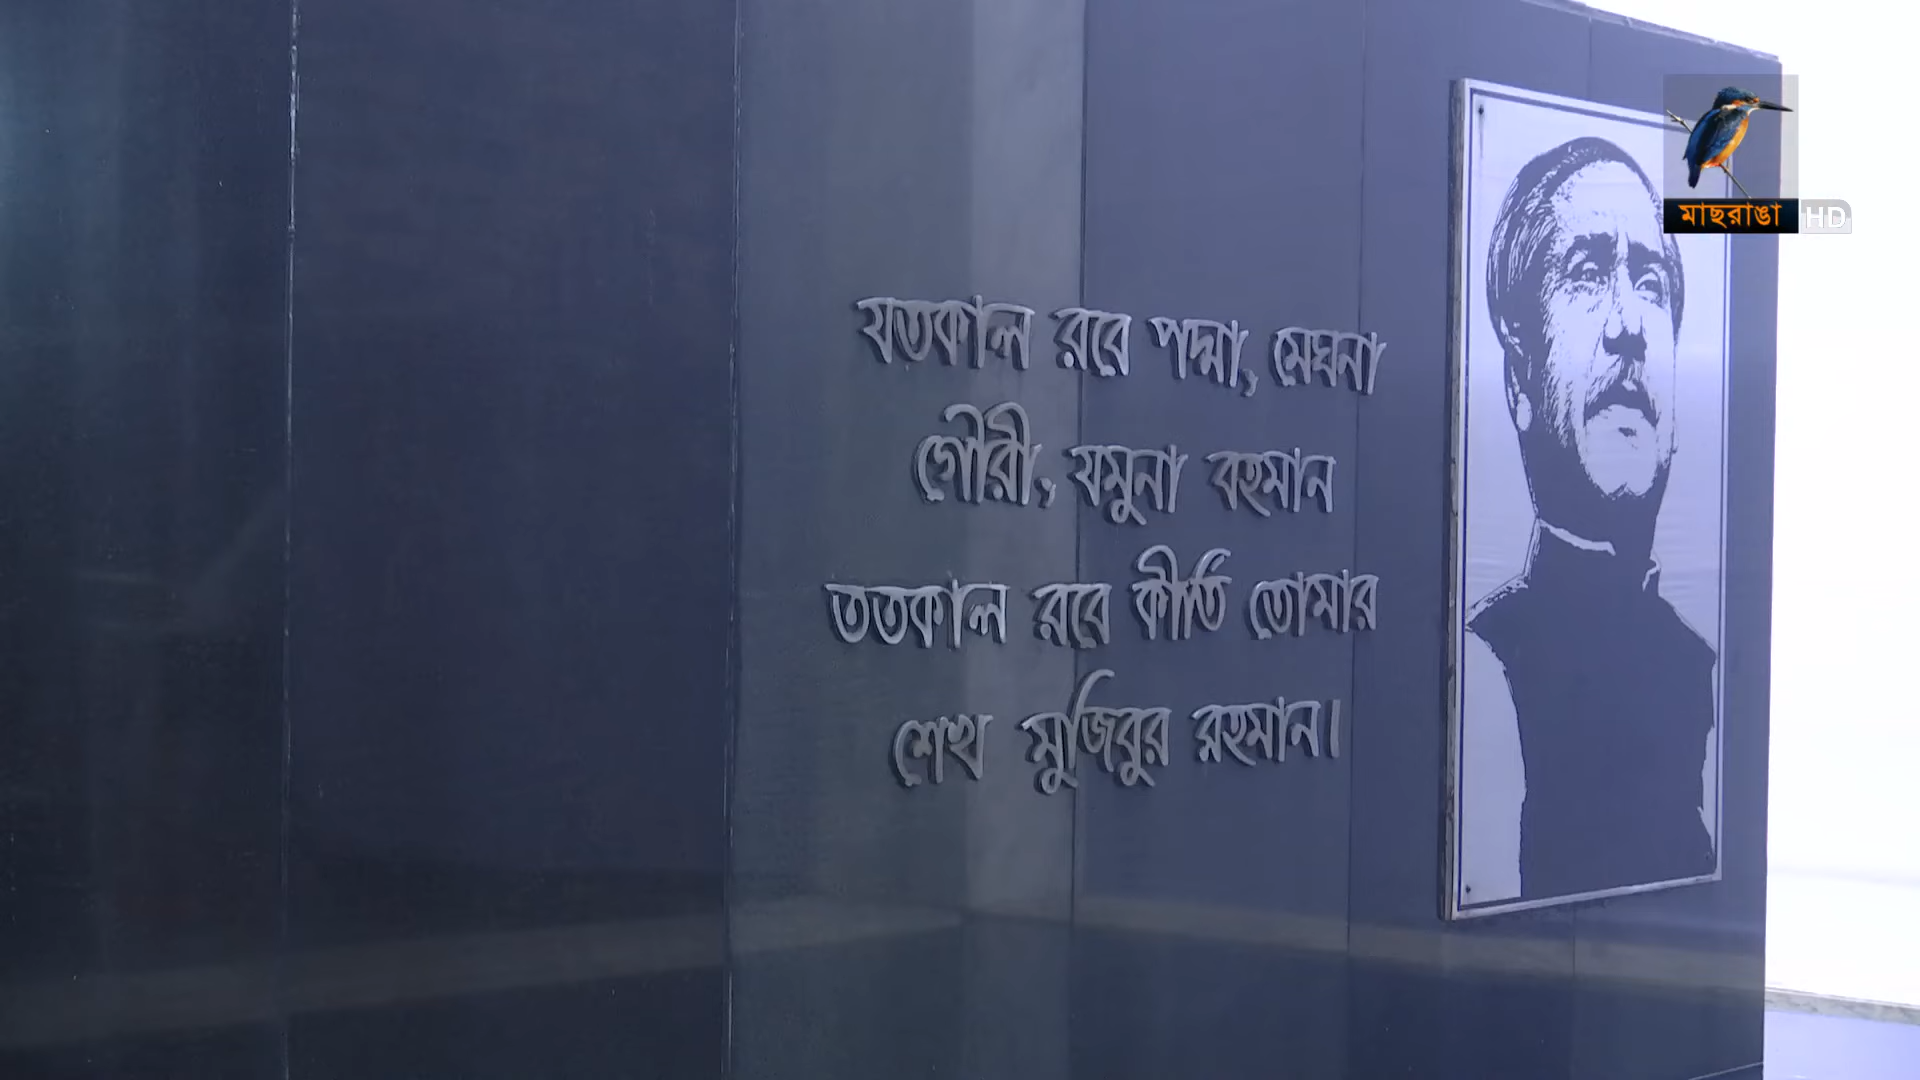 যতকাল রবে পদ্মা, মেঘনা
গৌরী, যমুনা বহমান
ততকাল রবে কীর্তি তোমার
শেখ মুজিবুর রহমান।
মাছরাঙা HD